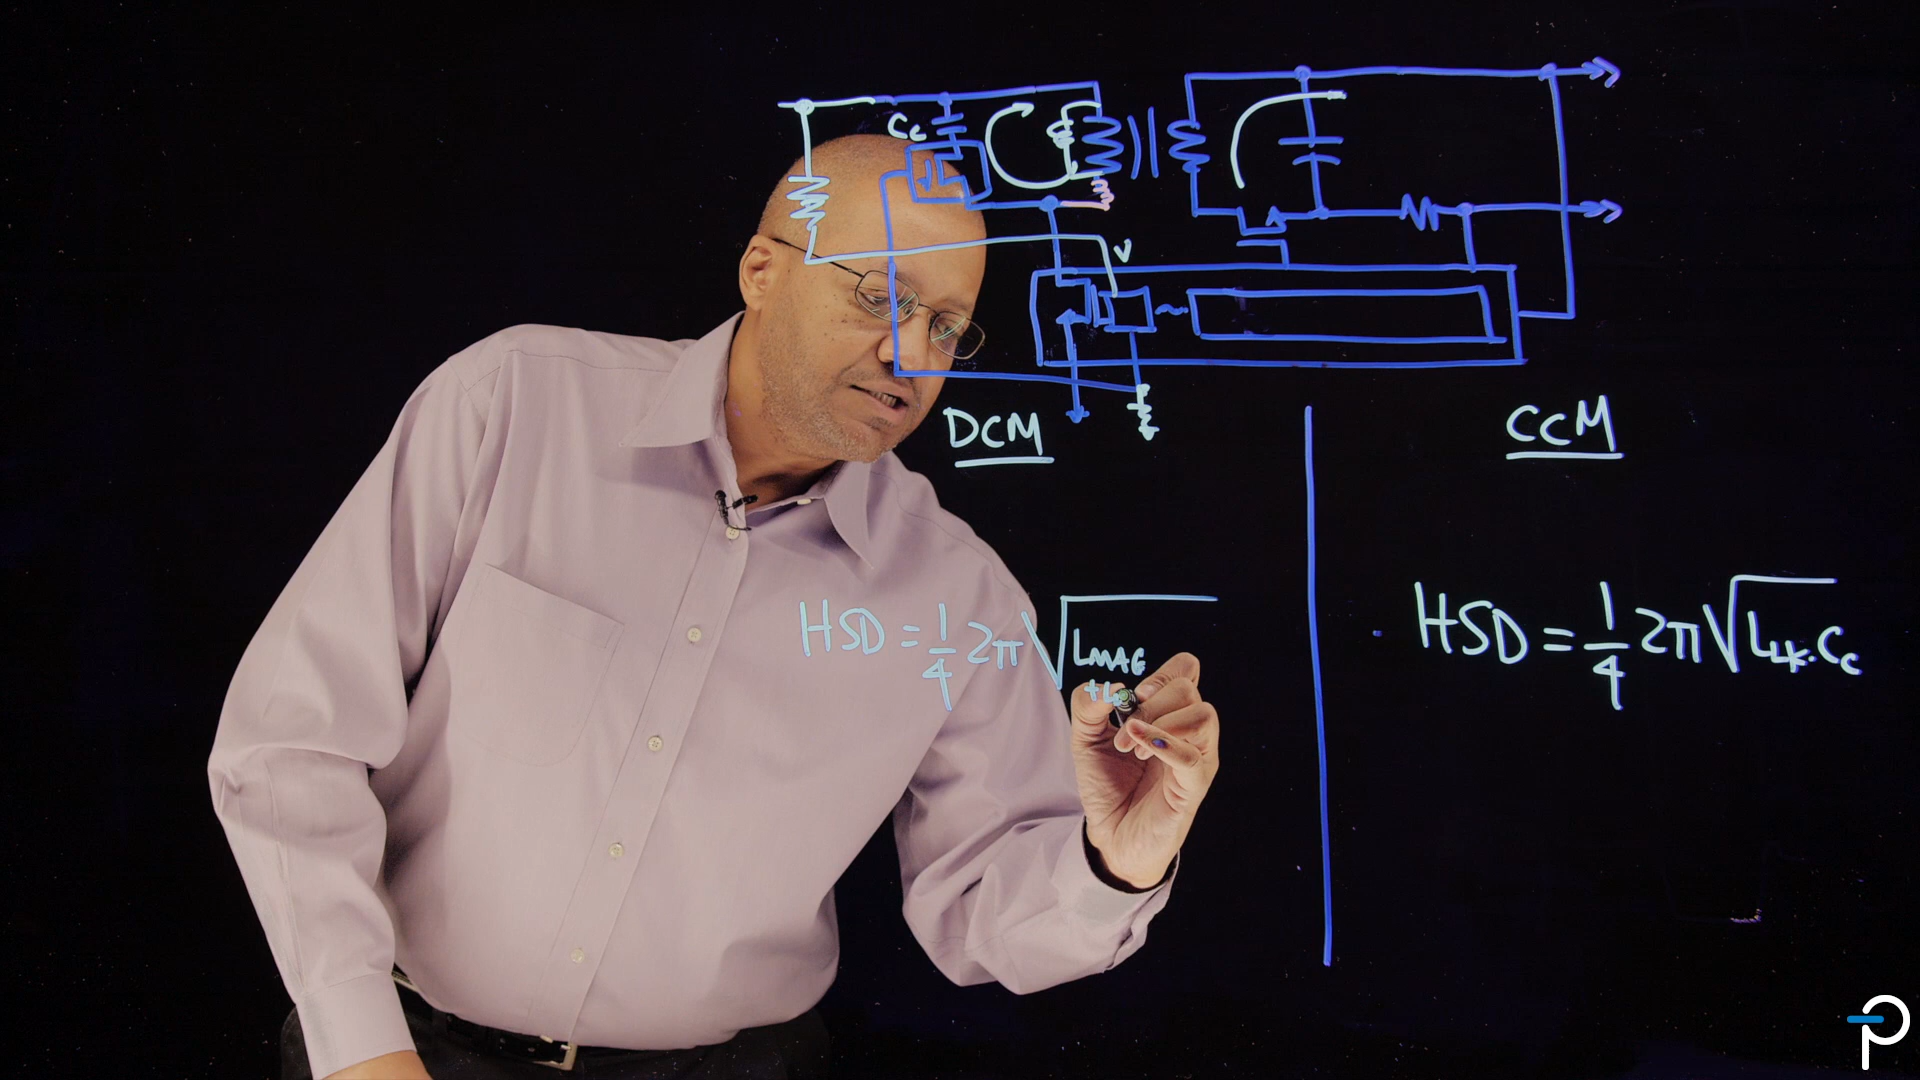 Cc
V
DCM
CCM
HSD = 1/4 2π √ LMAG
+L
HSD = 1/4 2π √ LLK · Cc